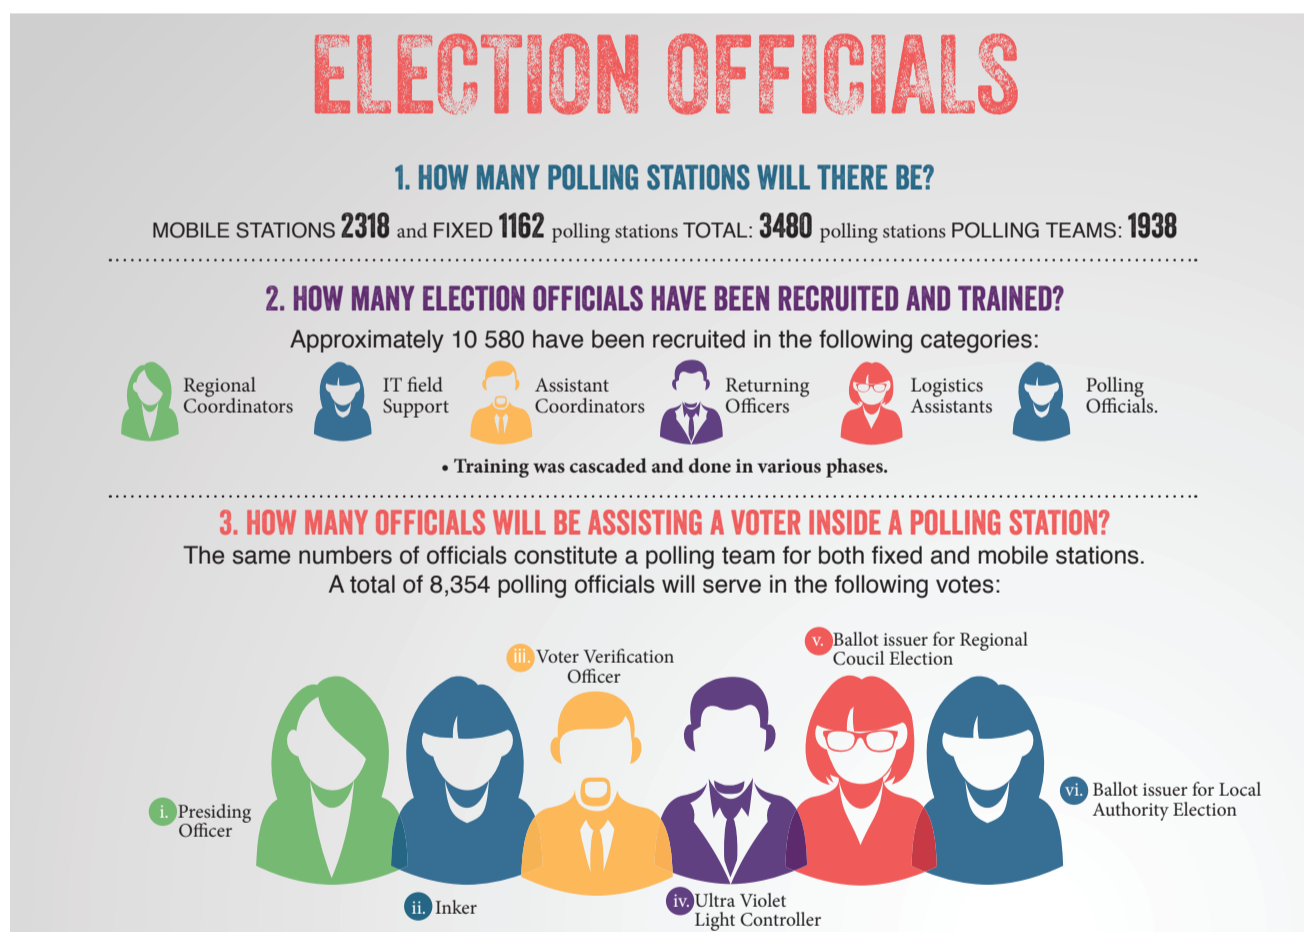 ELECTION OFFICIALS
1. HOW MANY POLLING STATIONS WILL THERE BE?
MOBILE STATIONS 2318 and FIXED 1162 polling stations TOTAL: 3480 polling stations POLLING TEAMS: 1938
2. HOW MANY ELECTION OFFICIALS HAVE BEEN RECRUITED AND TRAINED?
Approximately 10 580 have been recruited in the following categories:
Regional
Coordinators
IT field
Support
Assistant
Coordinators
Returning
Officers
Logistics
Assistants
Polling
Officials.
• Training was cascaded and done in various phases.
3. HOW MANY OFFICIALS WILL BE ASSISTING A VOTER INSIDE A POLLING STATION?
The same numbers of officials constitute a polling team for both fixed and mobile stations.
A total of 8,354 polling officials will serve in the following votes:
i. Presiding
Officer
ii. Inker
iii. Voter Verification
Officer
iv. Ultra Violet
Light Controller
v. Ballot issuer for Regional
Coucil Election
vi. Ballot issuer for Local
Authority Election